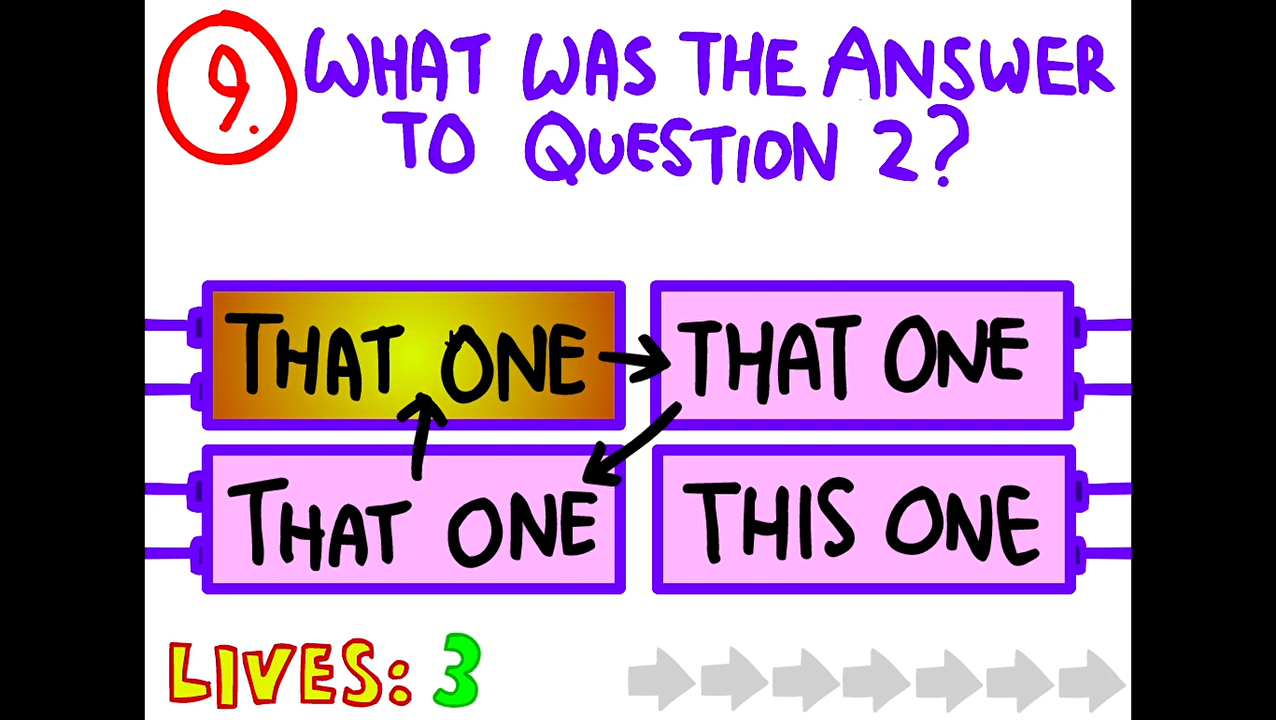 9. WHAT WAS THE ANSWER
TO QUESTION 2?
THAT ONE THAT ONE
THAT ONE THIS ONE
LIVES: 3